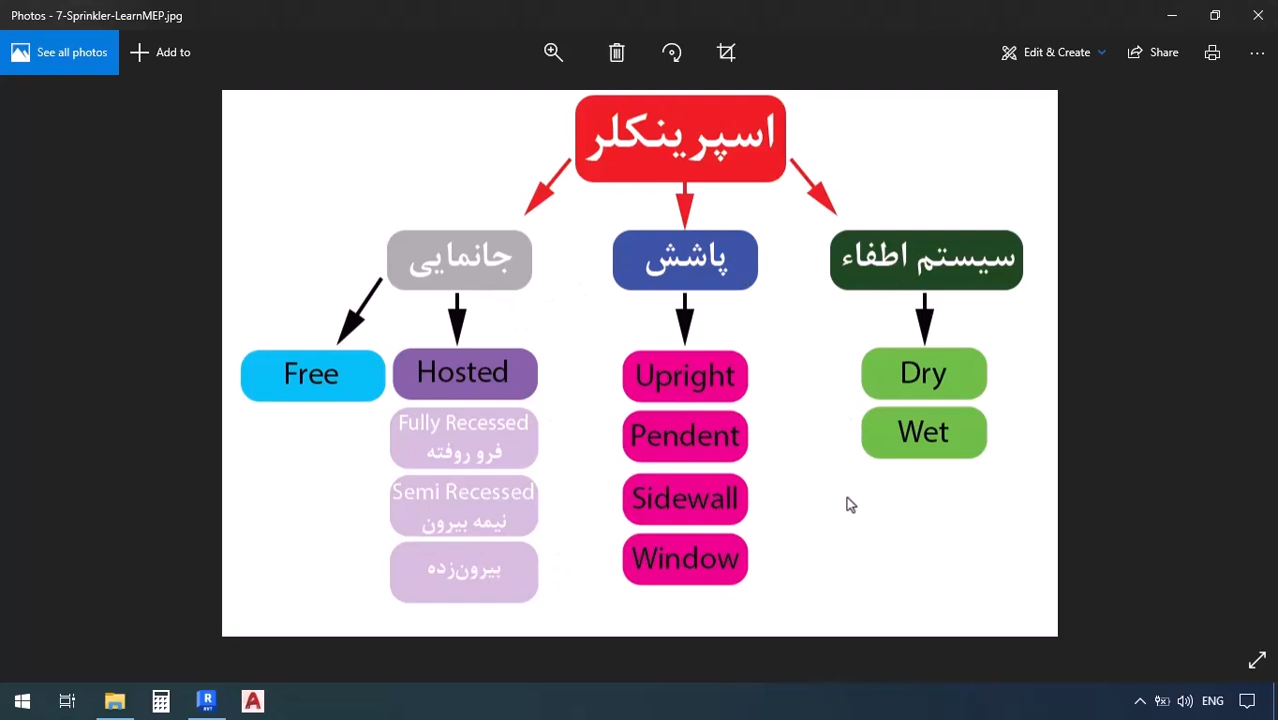 Photos - 7-Sprinkler-LearnMEP.jpg
See all photos
Add to
Edit & Create
Share
اسپرینکلر
جانمایی
پاشش
سیستم اطفاء
Free
Hosted
Fully Recessed
فرو روفته
Semi Recessed
نیمه بیرون
بیرون‌زده
Upright
Pendent
Sidewall
Window
Dry
Wet
ENG